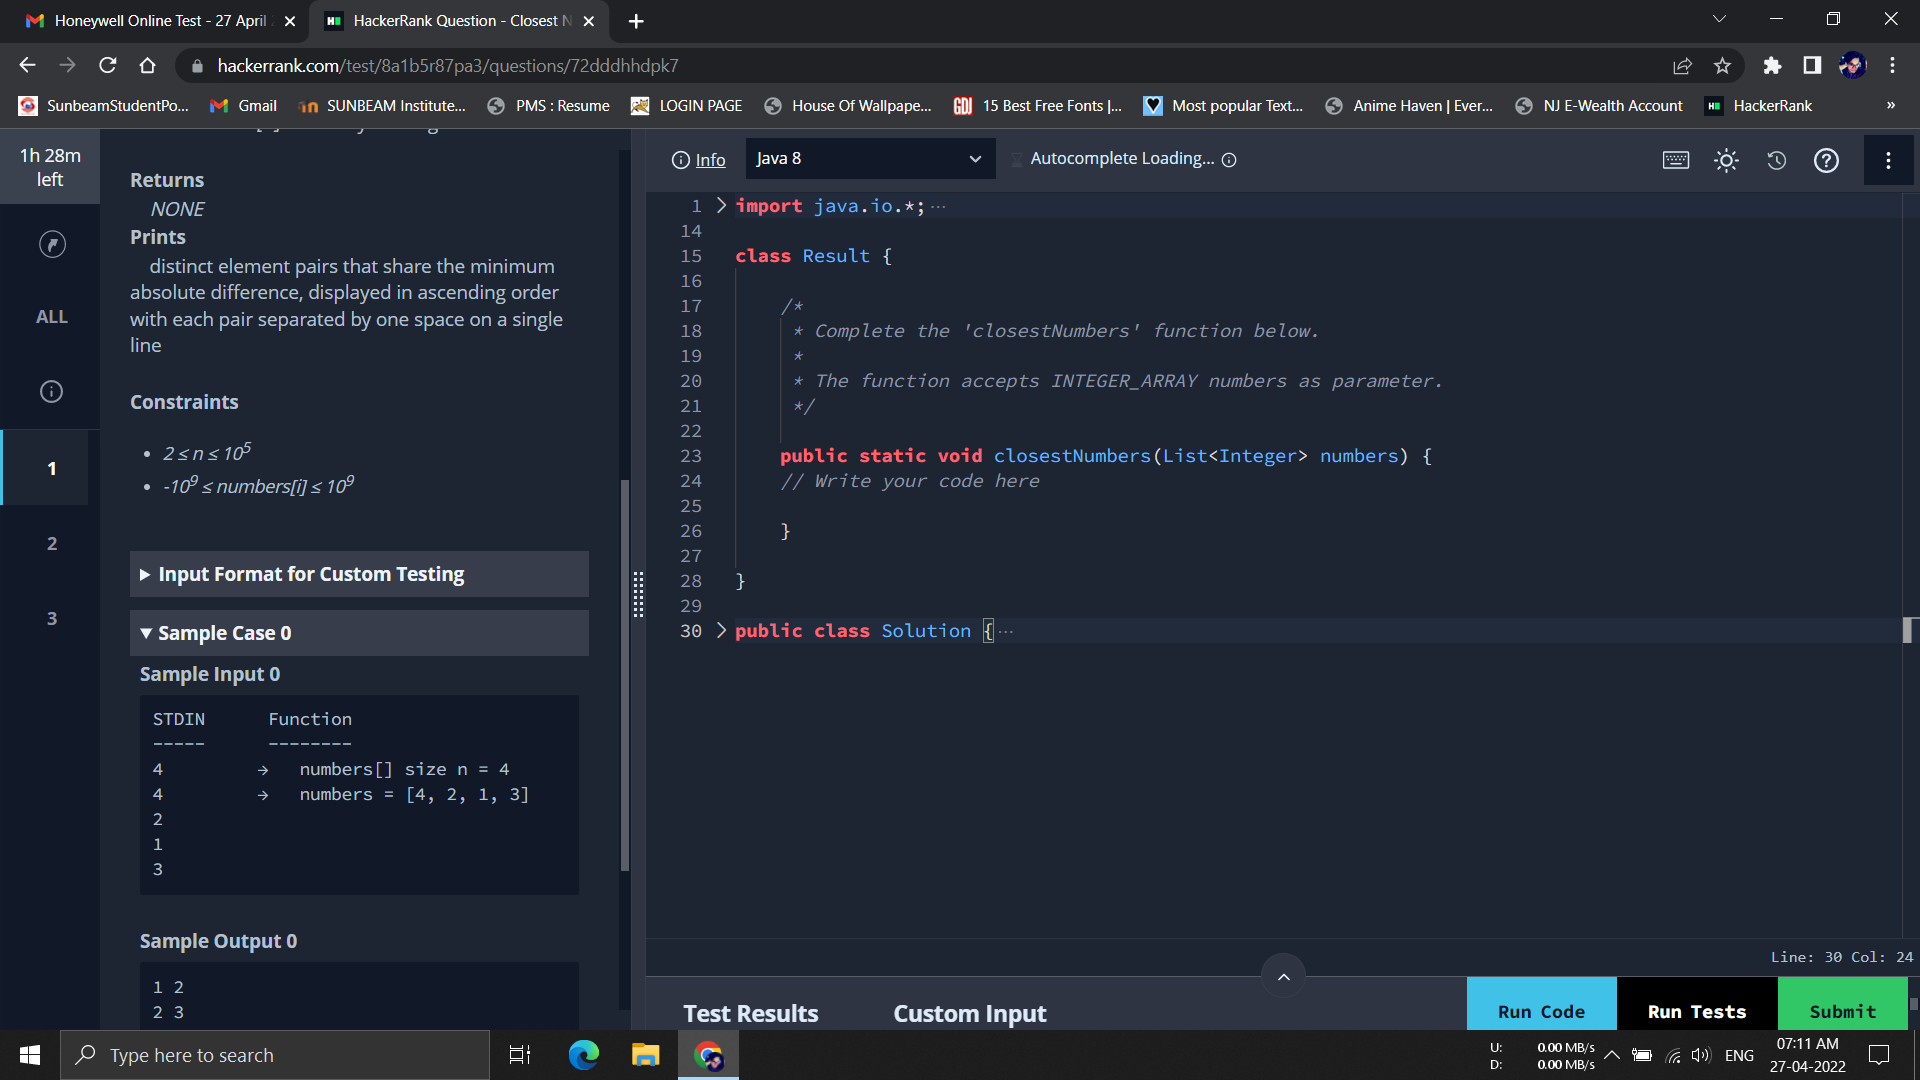 Honeywell Online Test - 27 April
HackerRank Question - Closest N
hackerrank.com/test/8a1b5r87pa3/questions/72dddhhdpk7
SunbeamStudentPo...
Gmail
SUNBEAM Institute...
PMS : Resume
LOGIN PAGE
House Of Wallpape...
15 Best Free Fonts |...
Most popular Text...
Anime Haven | Ever...
NJ E-Wealth Account
HackerRank
»
1h 28m
left
ALL
1
2
3
Returns
NONE
Prints
distinct element pairs that share the minimum
absolute difference, displayed in ascending order
with each pair separated by one space on a single
line
Constraints
• 2 ≤ n ≤ 10⁵
• -10⁹ ≤ numbers[i] ≤ 10⁹
Input Format for Custom Testing
Sample Case 0
Sample Input 0
STDIN Function
----- --------
4 → numbers[] size n = 4
4 → numbers = [4, 2, 1, 3]
2
1
3
Sample Output 0
1 2
2 3
Info
Java 8
Autocomplete Loading...
1 import java.io.*;...
14
15 class Result {
16
17 /*
18 * Complete the 'closestNumbers' function below.
19 *
20 * The function accepts INTEGER_ARRAY numbers as parameter.
21 */
22
23 public static void closestNumbers(List<Integer> numbers) {
24 // Write your code here
25
26 }
27
28 }
29
30 public class Solution {...
Line: 30 Col: 24
Test Results
Custom Input
Run Code
Run Tests
Submit
Type here to search
U: 0.00 MB/s
D: 0.00 MB/s
ENG
07:11 AM
27-04-2022